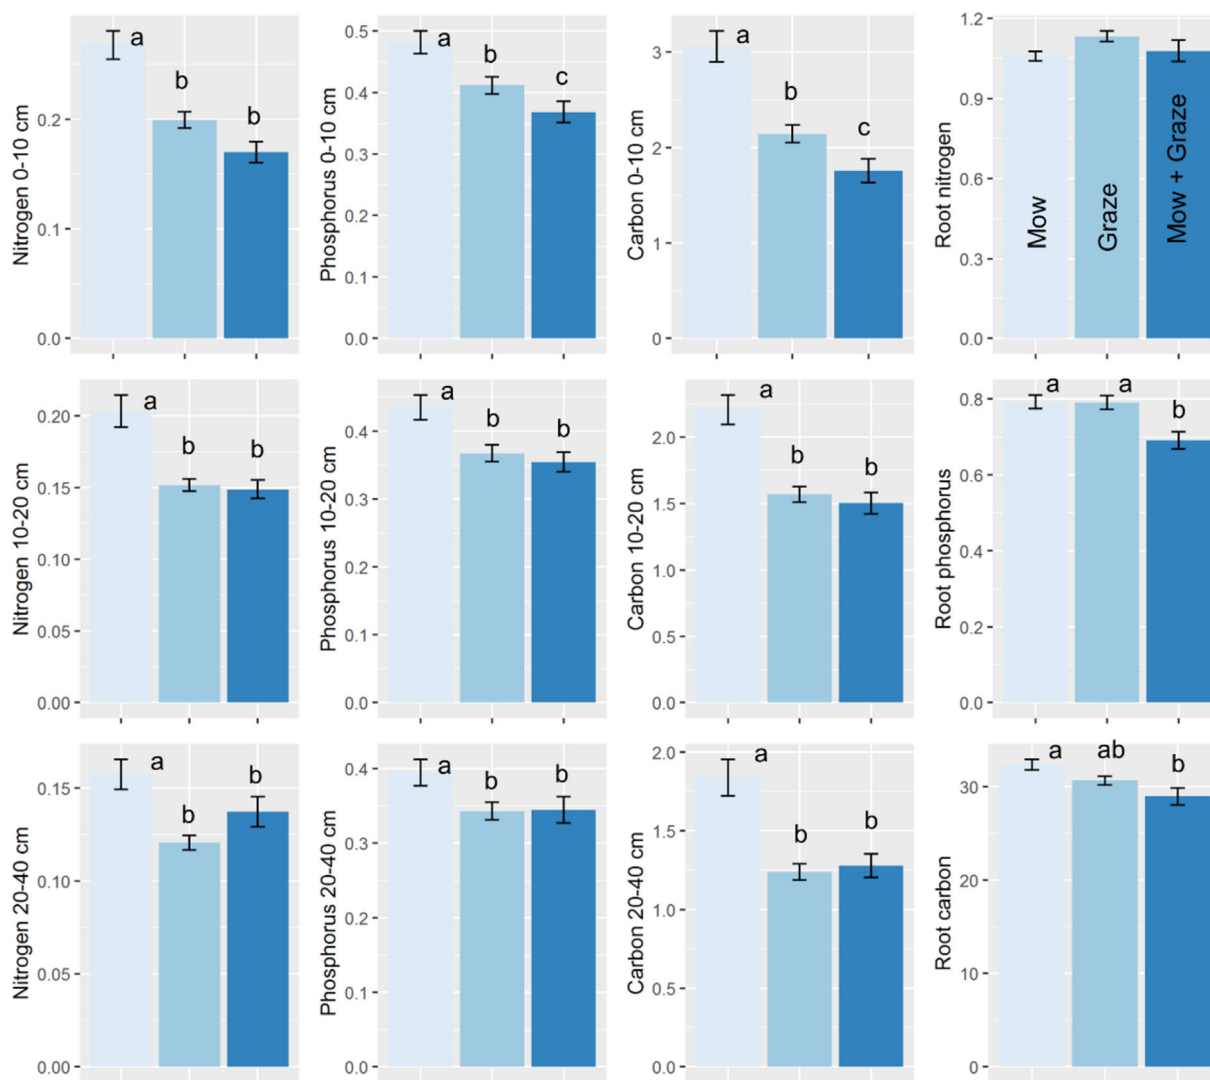 Nitrogen 0-10 cm
0.2
0.1
0.0
a
b
b
Phosphorus 0-10 cm
0.5
0.4
0.3
0.2
0.1
0.0
a
b
c
Carbon 0-10 cm
3
2
1
0
a
b
c
Root nitrogen
1.2
0.9
0.6
0.3
0.0
Mow
Graze
Mow + Graze
Nitrogen 10-20 cm
0.20
0.15
0.10
0.05
0.00
a
b
b
Phosphorus 10-20 cm
0.4
0.3
0.2
0.1
0.0
a
b
b
Carbon 10-20 cm
2.0
1.5
1.0
0.5
0.0
a
b
b
Root phosphorus
0.8
0.6
0.4
0.2
0.0
a
a
b
Nitrogen 20-40 cm
0.15
0.10
0.05
0.00
a
b
b
Phosphorus 20-40 cm
0.4
0.3
0.2
0.1
0.0
a
b
b
Carbon 20-40 cm
2.0
1.5
1.0
0.5
0.0
a
b
b
Root carbon
30
20
10
0
a
ab
b